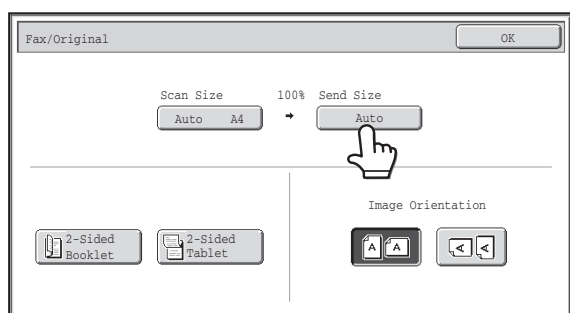 Fax/Original OK
Scan Size 100% Send Size
Auto A4 Auto
Image Orientation
2-Sided
Booklet
2-Sided
Tablet
A A A A